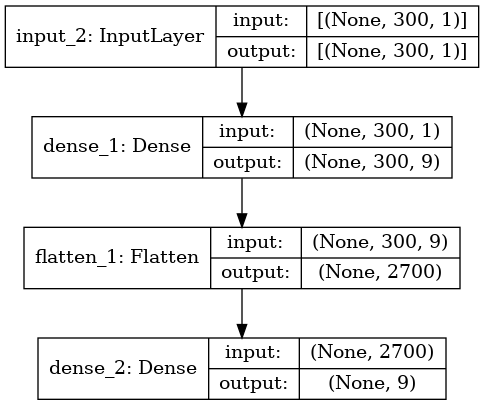 input_2: InputLayer
input:
[(None, 300, 1)]
output:
[(None, 300, 1)]
dense_1: Dense
input:
(None, 300, 1)
output:
(None, 300, 9)
flatten_1: Flatten
input:
(None, 300, 9)
output:
(None, 2700)
dense_2: Dense
input:
(None, 2700)
output:
(None, 9)